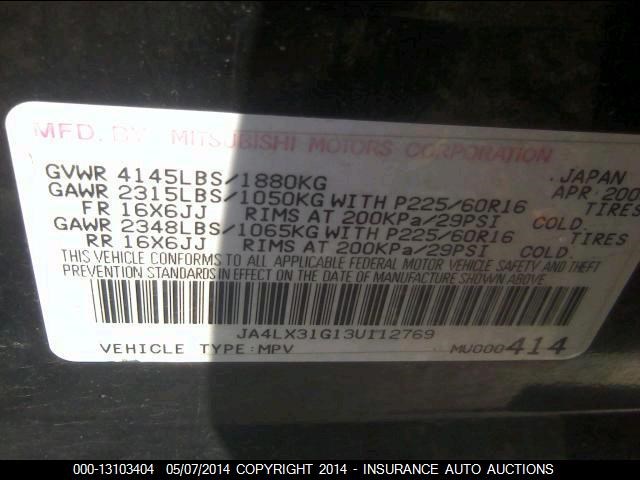 MFD. BY MITSUBISHI MOTORS CORPORATION
GVWR 4145LBS/1880KG JAPAN
GAWR 2315LBS/1050KG WITH P225/60R16 TIRES APR 200
FR 16X6JJ RIMS AT 200KPa/29PSI COLD.
GAWR 2348LBS/1065KG WITH P225/60R16 TIRES
RR 16X6JJ RIMS AT 200KPa/29PSI COLD.
THIS VEHICLE CONFORMS TO ALL APPLICABLE FEDERAL MOTOR VEHICLE SAFETY AND THEFT
PREVENTION STANDARDS IN EFFECT ON THE DATE OF MANUFACTURE SHOWN ABOVE.
JA4LX31G13U112769
VEHICLE TYPE:MPV MU000414
000-13103404 05/07/2014 COPYRIGHT 2014 - INSURANCE AUTO AUCTIONS